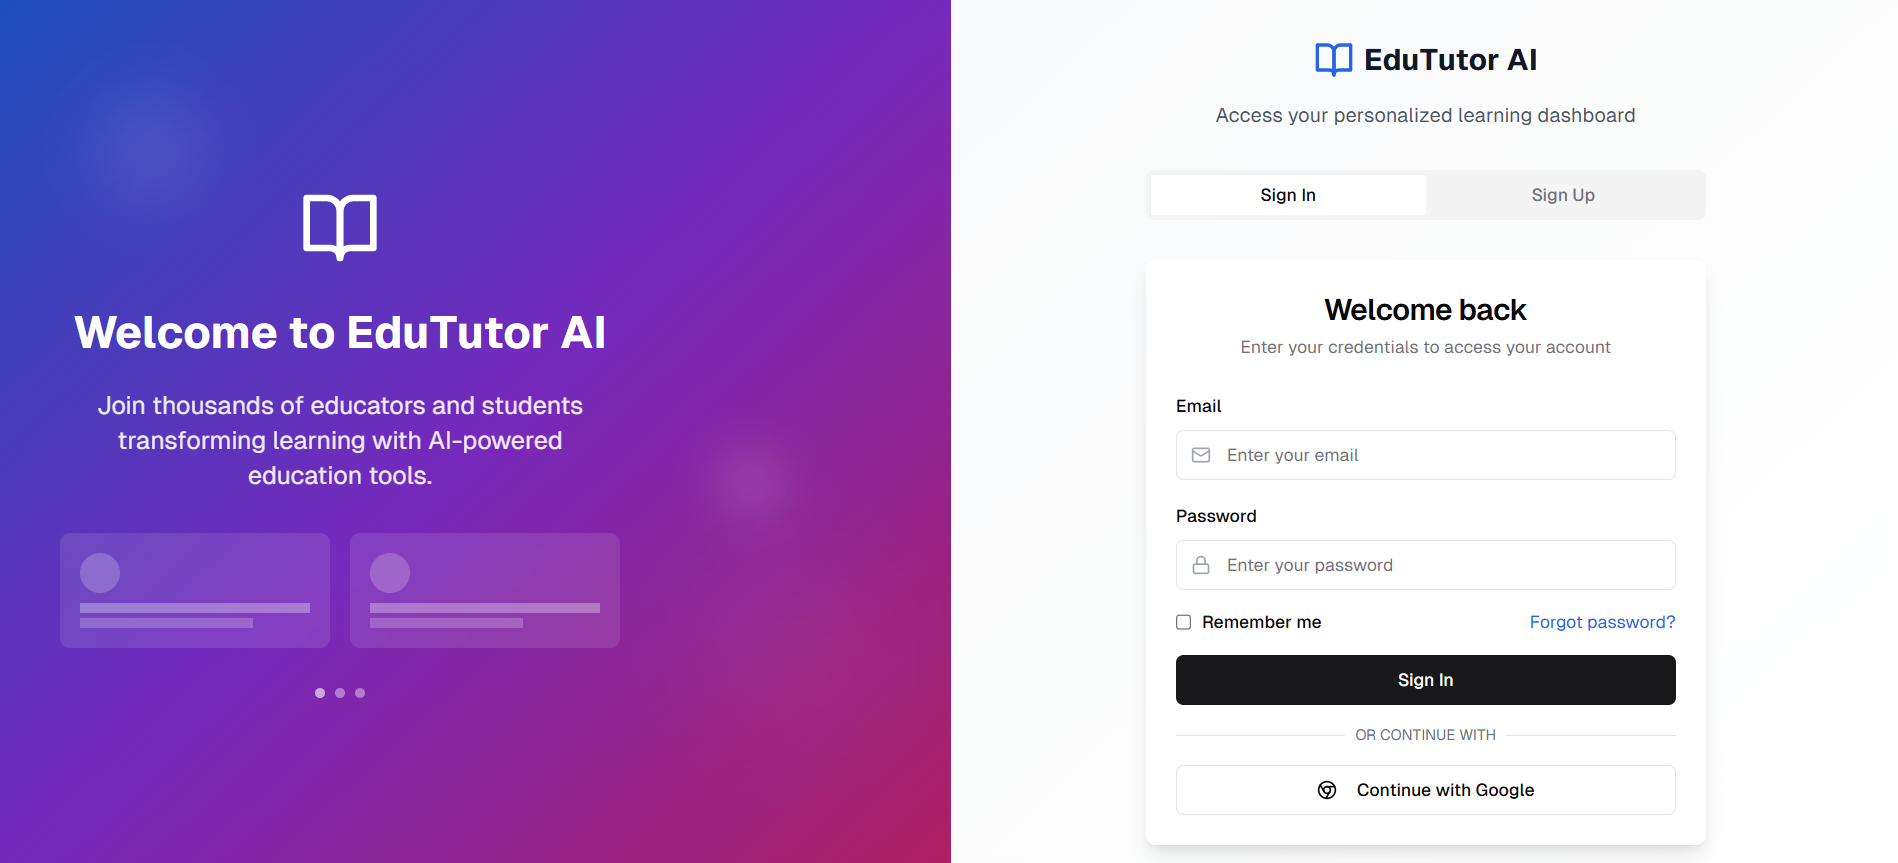 Welcome to EduTutor AI
Join thousands of educators and students
transforming learning with AI-powered
education tools.
EduTutor AI
Access your personalized learning dashboard
Sign In
Sign Up
Welcome back
Enter your credentials to access your account
Email
Enter your email
Password
Enter your password
Remember me
Forgot password?
Sign In
OR CONTINUE WITH
Continue with Google